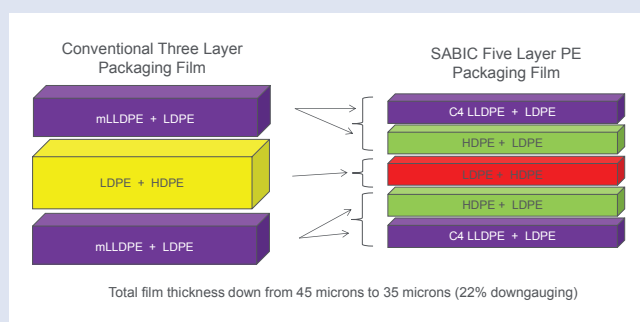 Conventional Three Layer
Packaging Film
mLLDPE + LDPE
LDPE + HDPE
mLLDPE + LDPE
SABIC Five Layer PE
Packaging Film
C4 LLDPE + LDPE
HDPE + LDPE
LDPE + HDPE
HDPE + LDPE
C4 LLDPE + LDPE
Total film thickness down from 45 microns to 35 microns (22% downgauging)